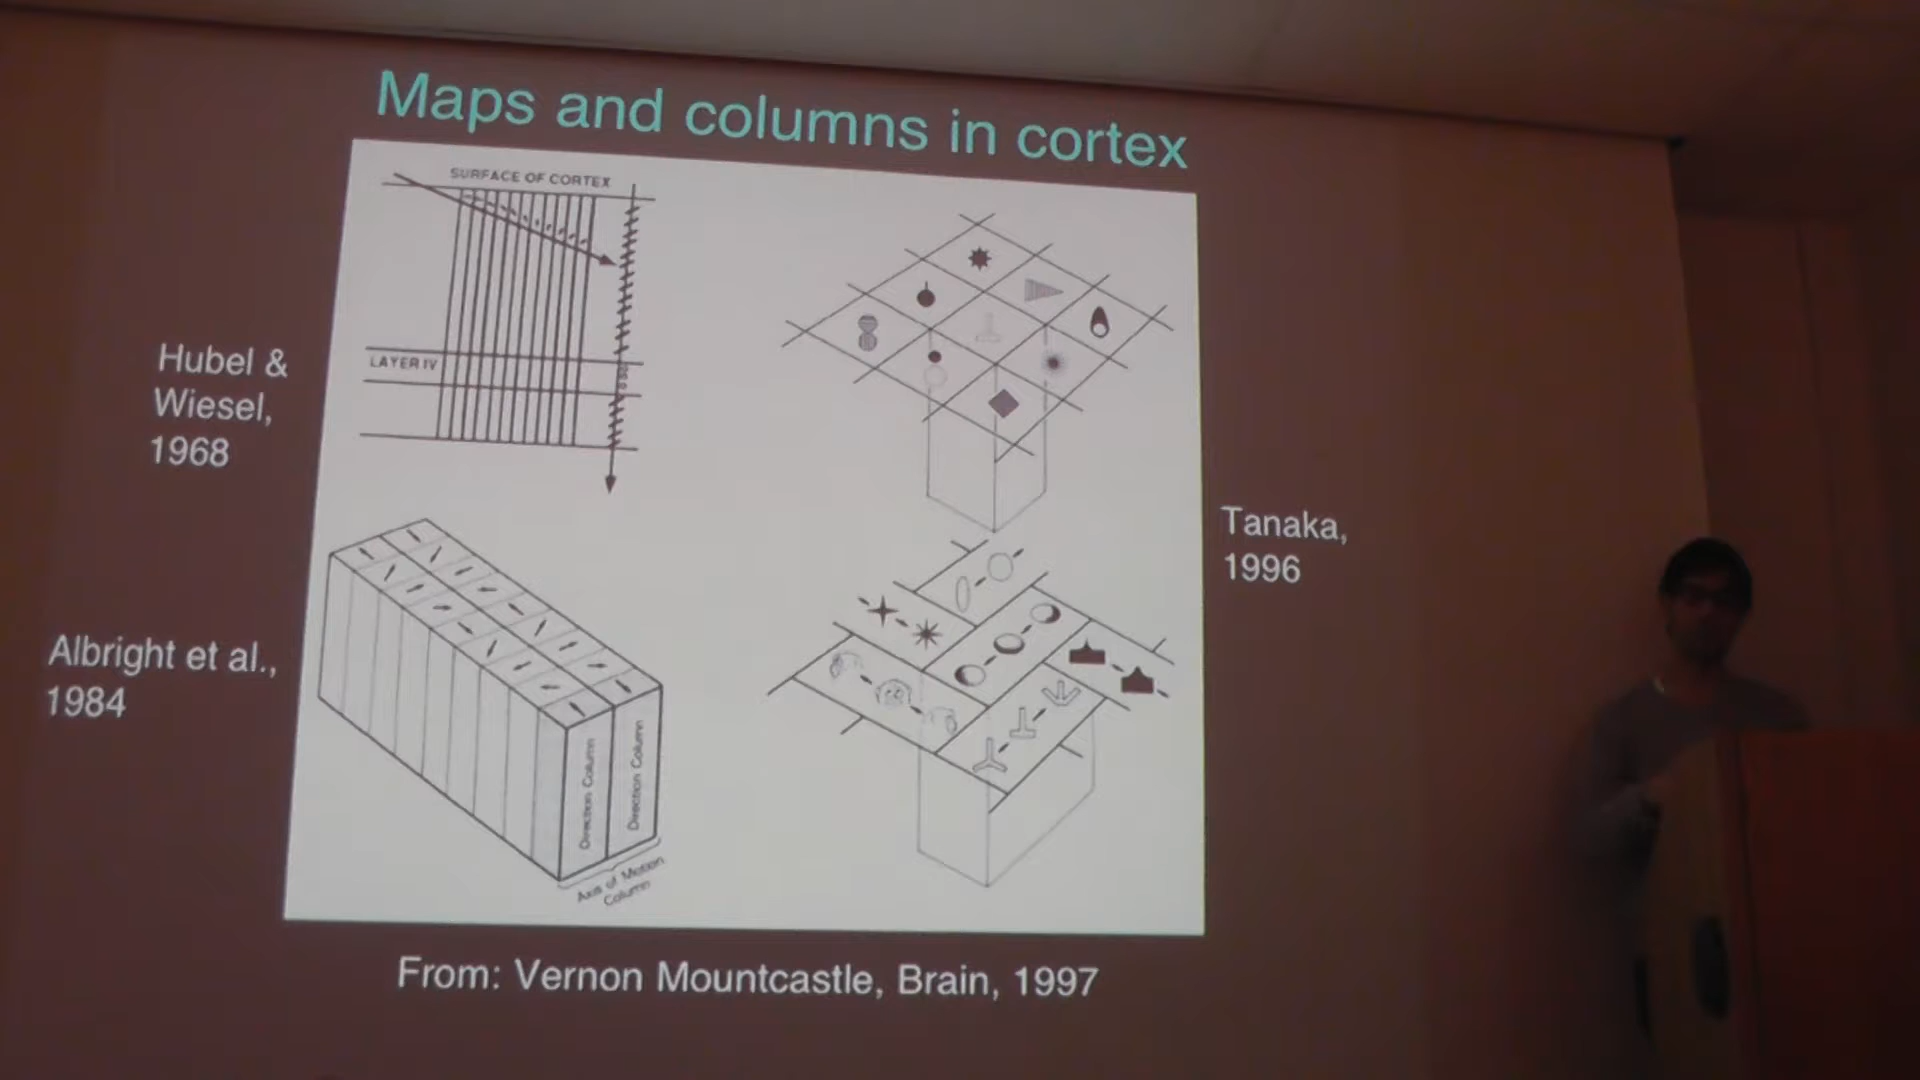 Maps and columns in cortex
SURFACE OF CORTEX
LAYER IV
Hubel &
Wiesel,
1968
Tanaka,
1996
Albright et al.,
1984
Direction Column
Direction Column
Axis of Motion
Column
From: Vernon Mountcastle, Brain, 1997